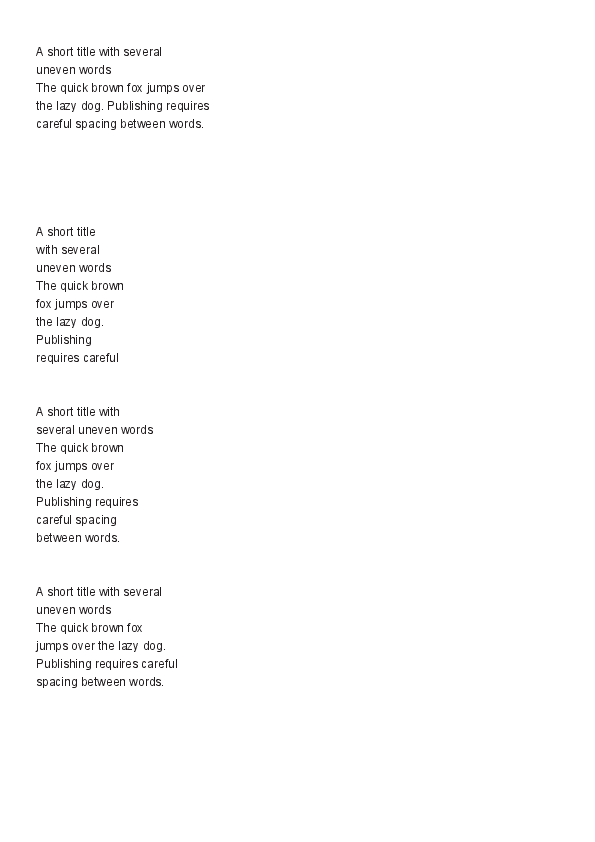 A short title with several
uneven words
The quick brown fox jumps over
the lazy dog. Publishing requires
careful spacing between words.
A short title
with several
uneven words
The quick brown
fox jumps over
the lazy dog.
Publishing
requires careful
A short title with
several uneven words
The quick brown
fox jumps over
the lazy dog.
Publishing requires
careful spacing
between words.
A short title with several
uneven words
The quick brown fox
jumps over the lazy dog.
Publishing requires careful
spacing between words.